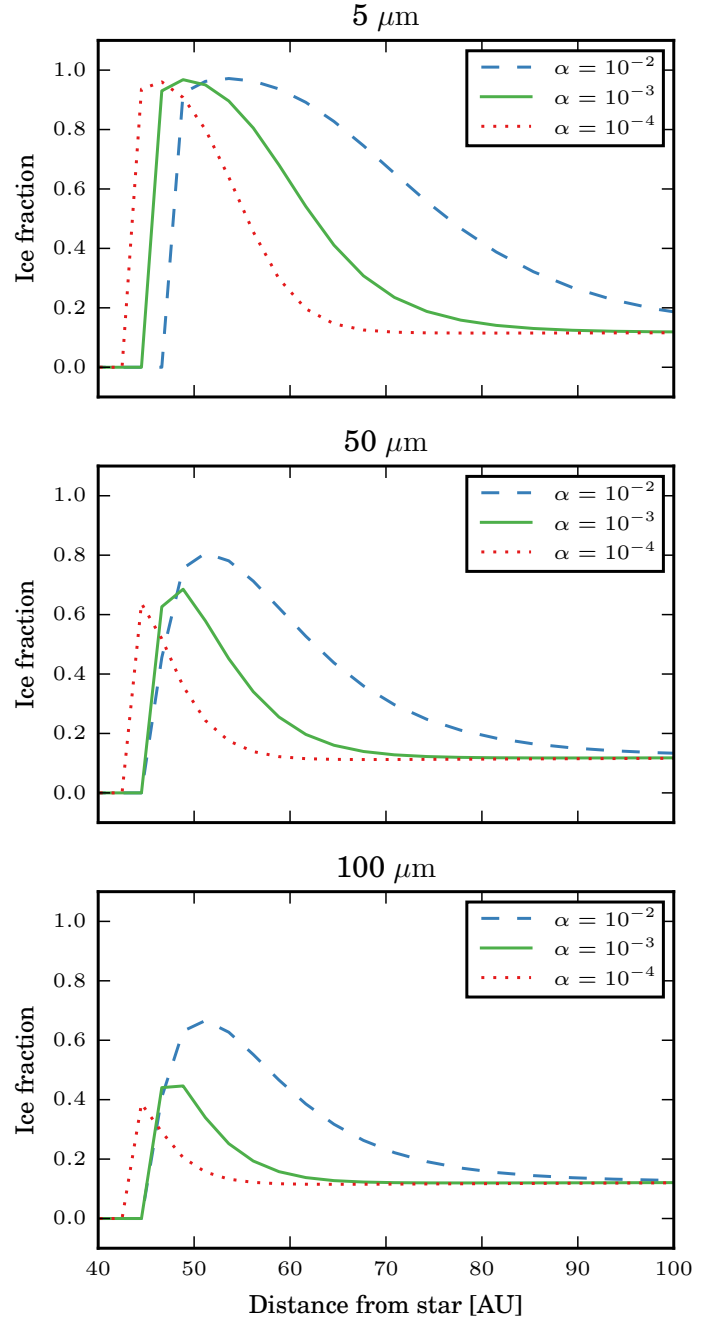 5 μm
1.0
0.8
0.6
0.4
0.2
0.0
Ice fraction
α = 10⁻²
α = 10⁻³
α = 10⁻⁴
50 μm
1.0
0.8
0.6
0.4
0.2
0.0
Ice fraction
α = 10⁻²
α = 10⁻³
α = 10⁻⁴
100 μm
1.0
0.8
0.6
0.4
0.2
0.0
Ice fraction
α = 10⁻²
α = 10⁻³
α = 10⁻⁴
40 50 60 70 80 90 100
Distance from star [AU]